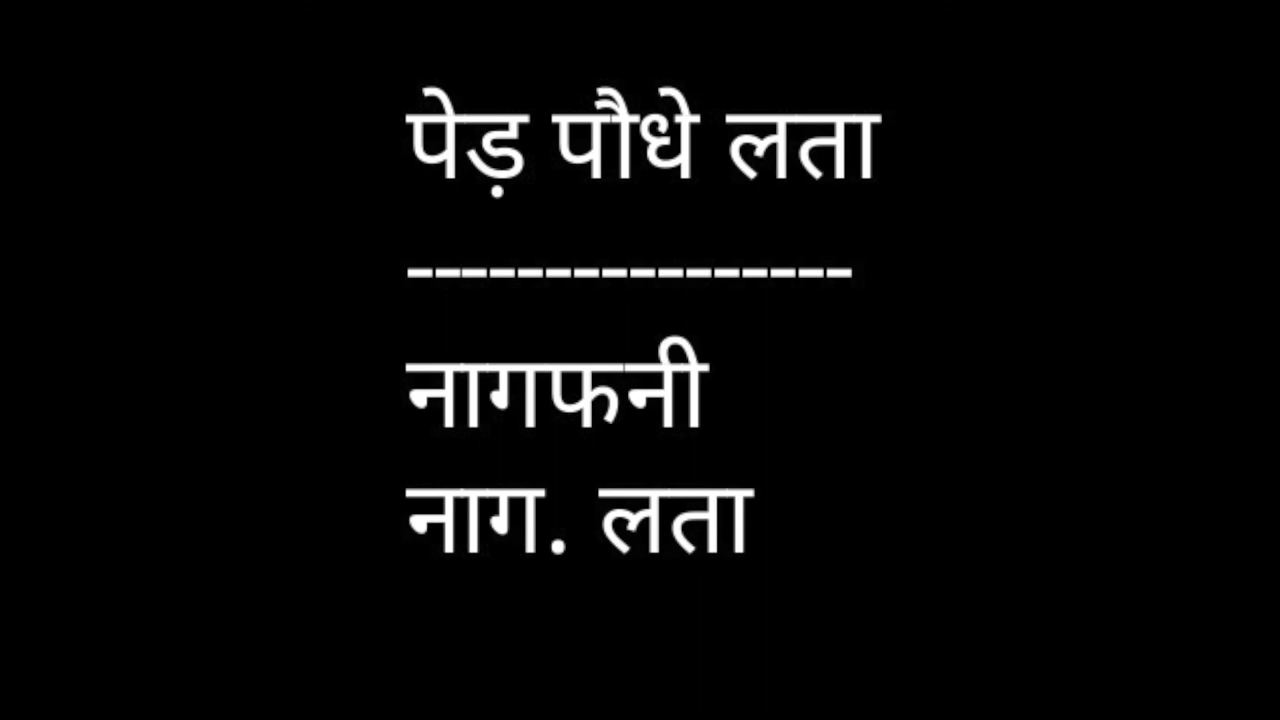 पेड़ पौधे लता
----------------
नागफनी
नाग. लता